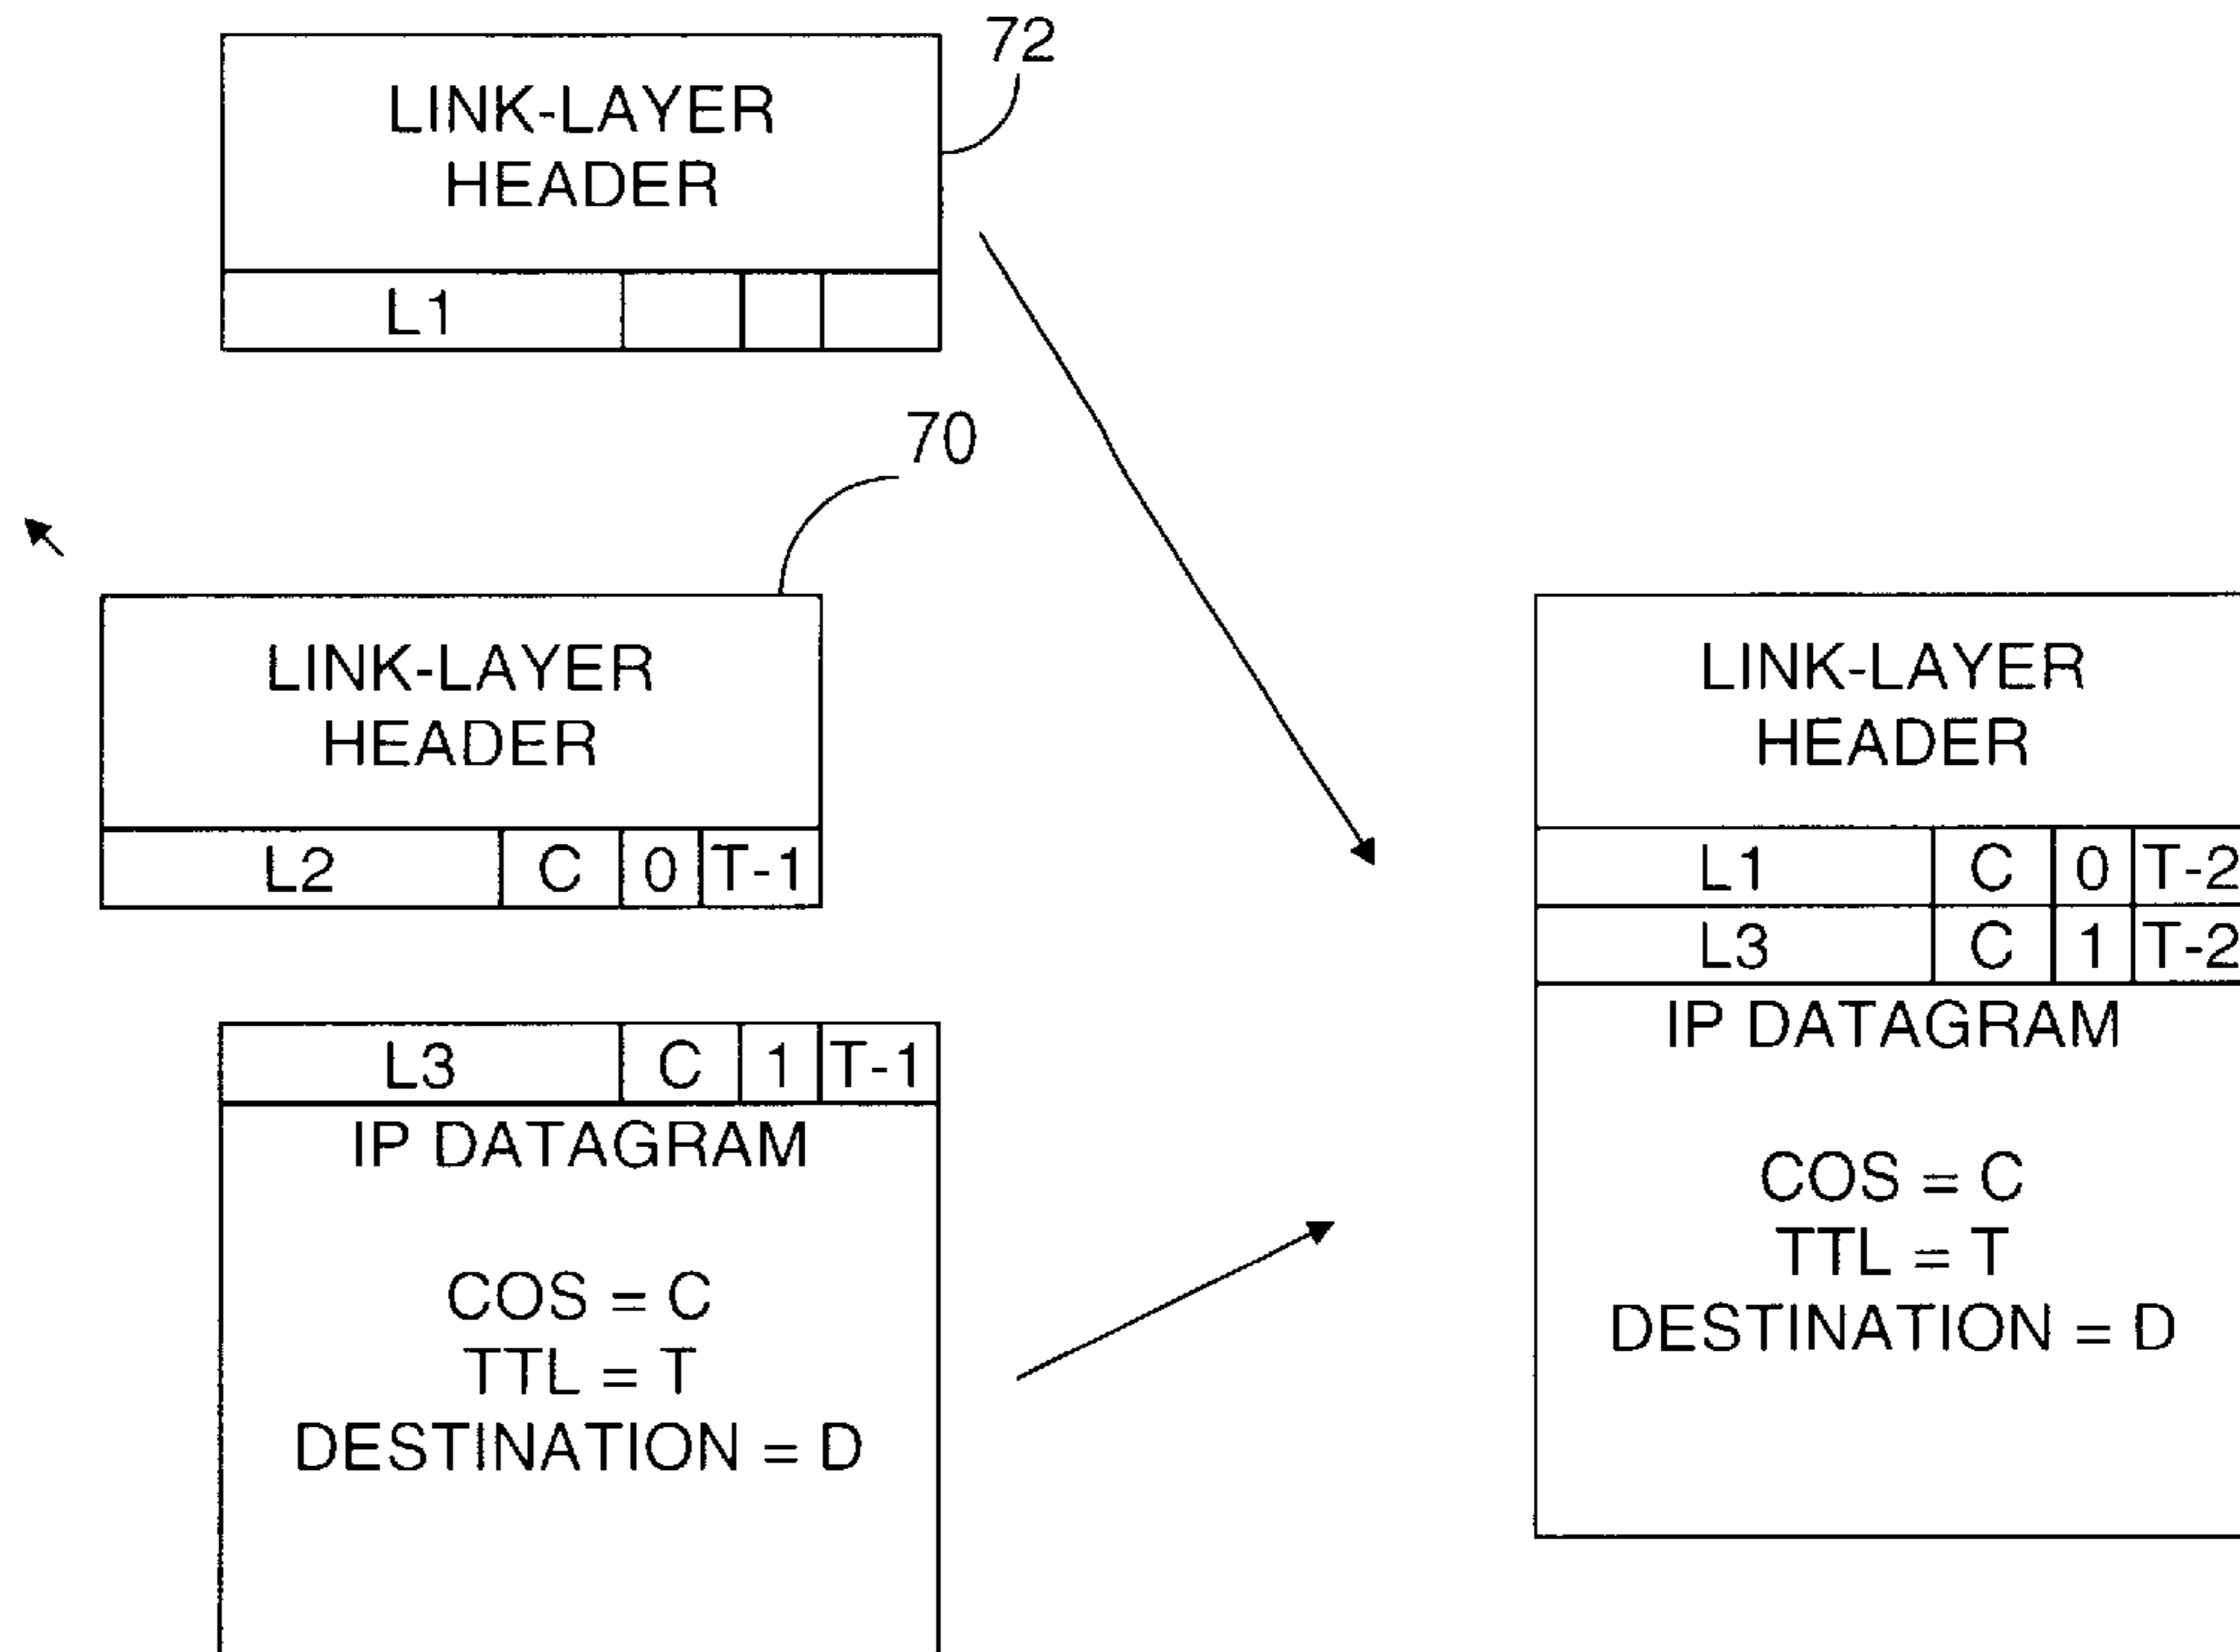 72
LINK-LAYER
HEADER
L1
70
LINK-LAYER
HEADER
L2 C 0 T-1
L3 C 1 T-1
IP DATAGRAM
COS = C
TTL = T
DESTINATION = D
LINK-LAYER
HEADER
L1 C 0 T-2
L3 C 1 T-2
IP DATAGRAM
COS = C
TTL = T
DESTINATION = D